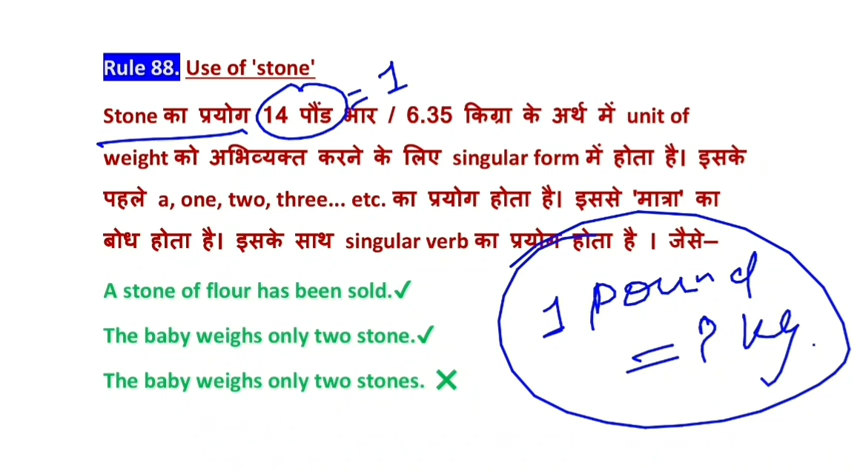 Rule 88. Use of 'stone'
= 1
Stone का प्रयोग 14 पौंड भार / 6.35 किग्रा के अर्थ में unit of
weight को अभिव्यक्त करने के लिए singular form में होता है। इसके
पहले a, one, two, three... etc. का प्रयोग होता है। इससे 'मात्रा' का
बोध होता है। इसके साथ singular verb का प्रयोग होता है । जैसे–
A stone of flour has been sold.✓
The baby weighs only two stone.✓
The baby weighs only two stones. ❌
1 pound
= ? kg.